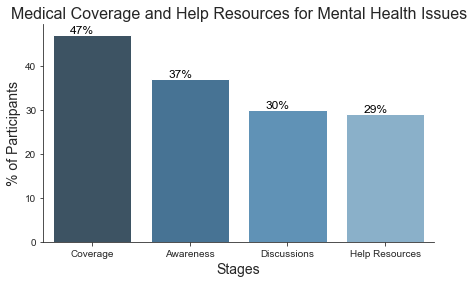 Medical Coverage and Help Resources for Mental Health Issues
47%
37%
30%
29%
40
30
20
10
0
% of Participants
Coverage
Awareness
Discussions
Help Resources
Stages